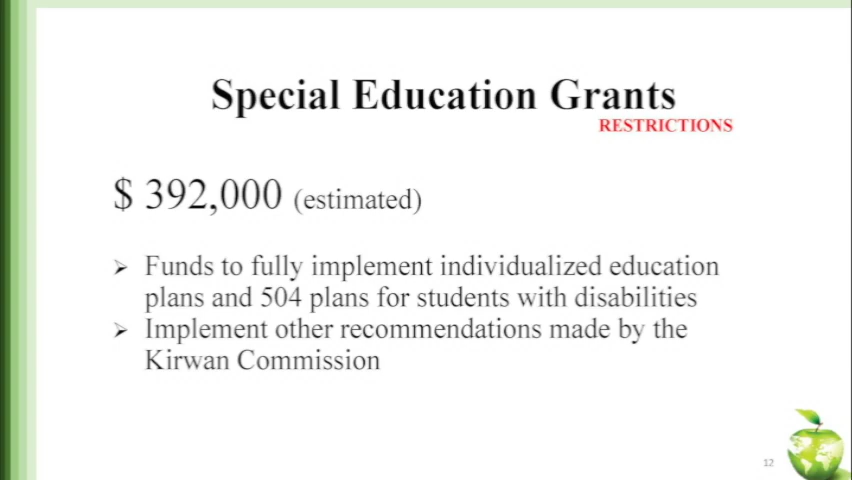 Special Education Grants
RESTRICTIONS
$ 392,000 (estimated)
➢ Funds to fully implement individualized education
plans and 504 plans for students with disabilities
➢ Implement other recommendations made by the
Kirwan Commission
12